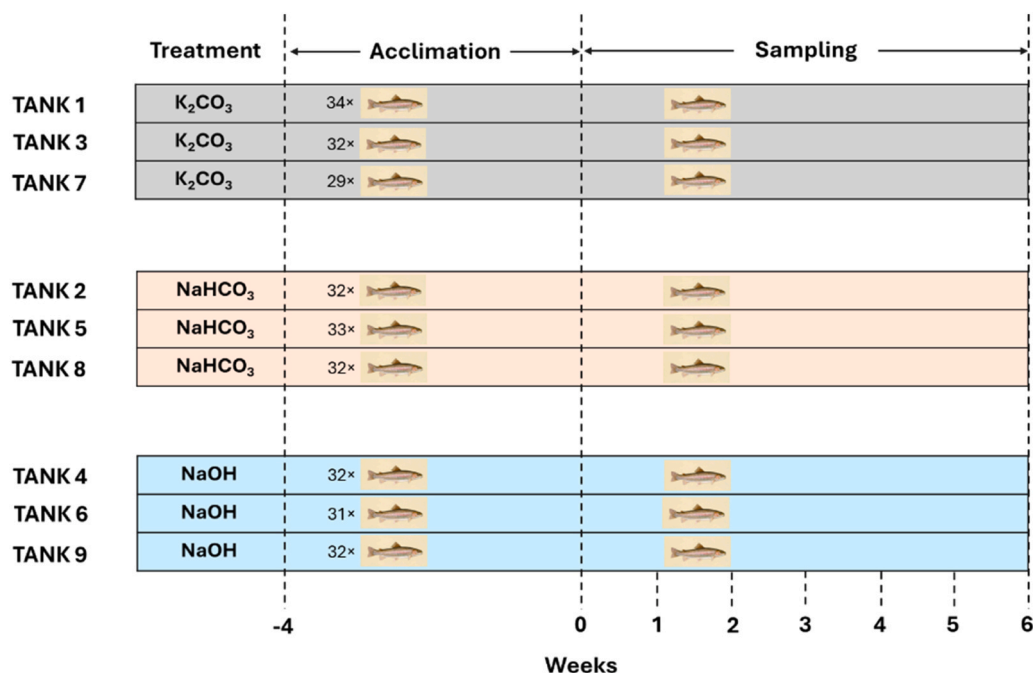 Treatment Acclimation Sampling
TANK 1 K₂CO₃ 34×
TANK 3 K₂CO₃ 32×
TANK 7 K₂CO₃ 29×
TANK 2 NaHCO₃ 32×
TANK 5 NaHCO₃ 33×
TANK 8 NaHCO₃ 32×
TANK 4 NaOH 32×
TANK 6 NaOH 31×
TANK 9 NaOH 32×
-4 0 1 2 3 4 5 6
Weeks